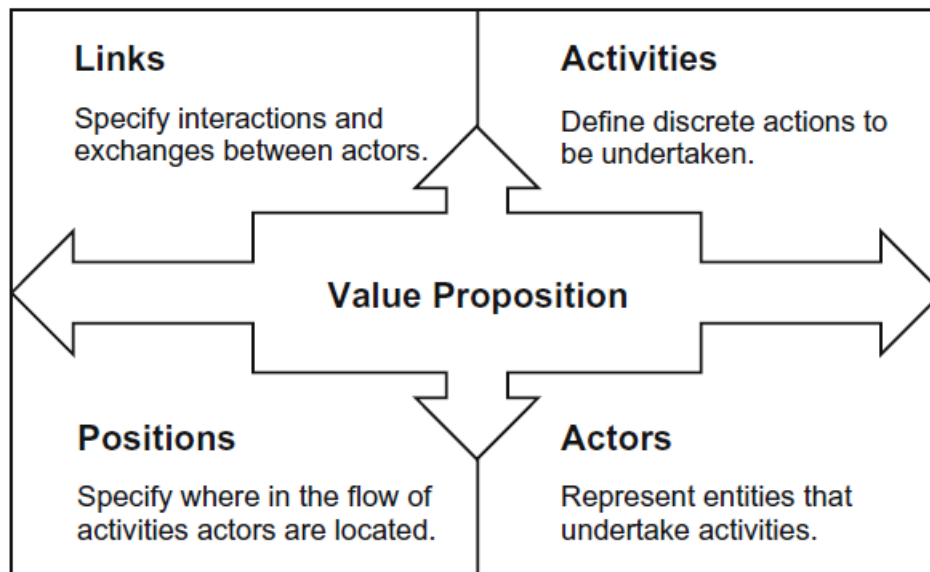 Links
Specify interactions and
exchanges between actors.
Activities
Define discrete actions to
be undertaken.
Value Proposition
Positions
Specify where in the flow of
activities actors are located.
Actors
Represent entities that
undertake activities.